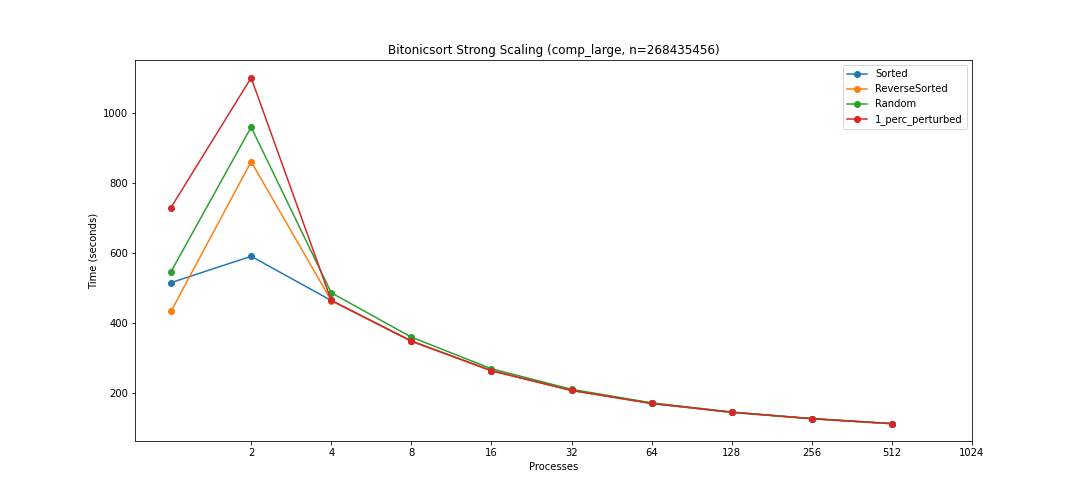 Bitonicsort Strong Scaling (comp_large, n=268435456)
Sorted
ReverseSorted
Random
1_perc_perturbed
Time (seconds)
1000
800
600
400
200
2 4 8 16 32 64 128 256 512 1024
Processes